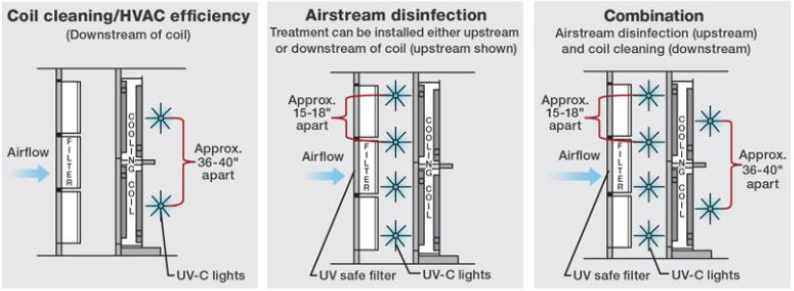 Coil cleaning/HVAC efficiency
(Downstream of coil)
Airflow
FILTER
COOLING COIL
Approx.
36-40"
apart
UV-C lights
Airstream disinfection
Treatment can be installed either upstream
or downstream of coil (upstream shown)
Approx.
15-18"
apart
Airflow
FILTER
COOLING COIL
UV safe filter
UV-C lights
Combination
Airstream disinfection (upstream)
and coil cleaning (downstream)
Approx.
15-18"
apart
Airflow
FILTER
COOLING COIL
Approx.
36-40"
apart
UV safe filter
UV-C lights